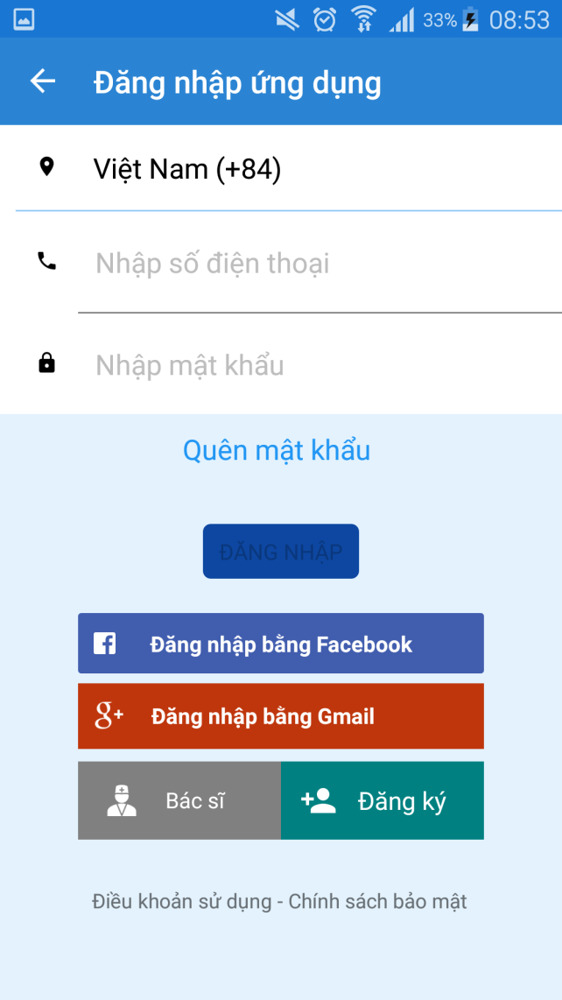 33% 08:53
Đăng nhập ứng dụng
Việt Nam (+84)
Nhập số điện thoại
Nhập mật khẩu
Quên mật khẩu
ĐĂNG NHẬP
Đăng nhập bằng Facebook
g+ Đăng nhập bằng Gmail
Bác sĩ Đăng ký
Điều khoản sử dụng - Chính sách bảo mật